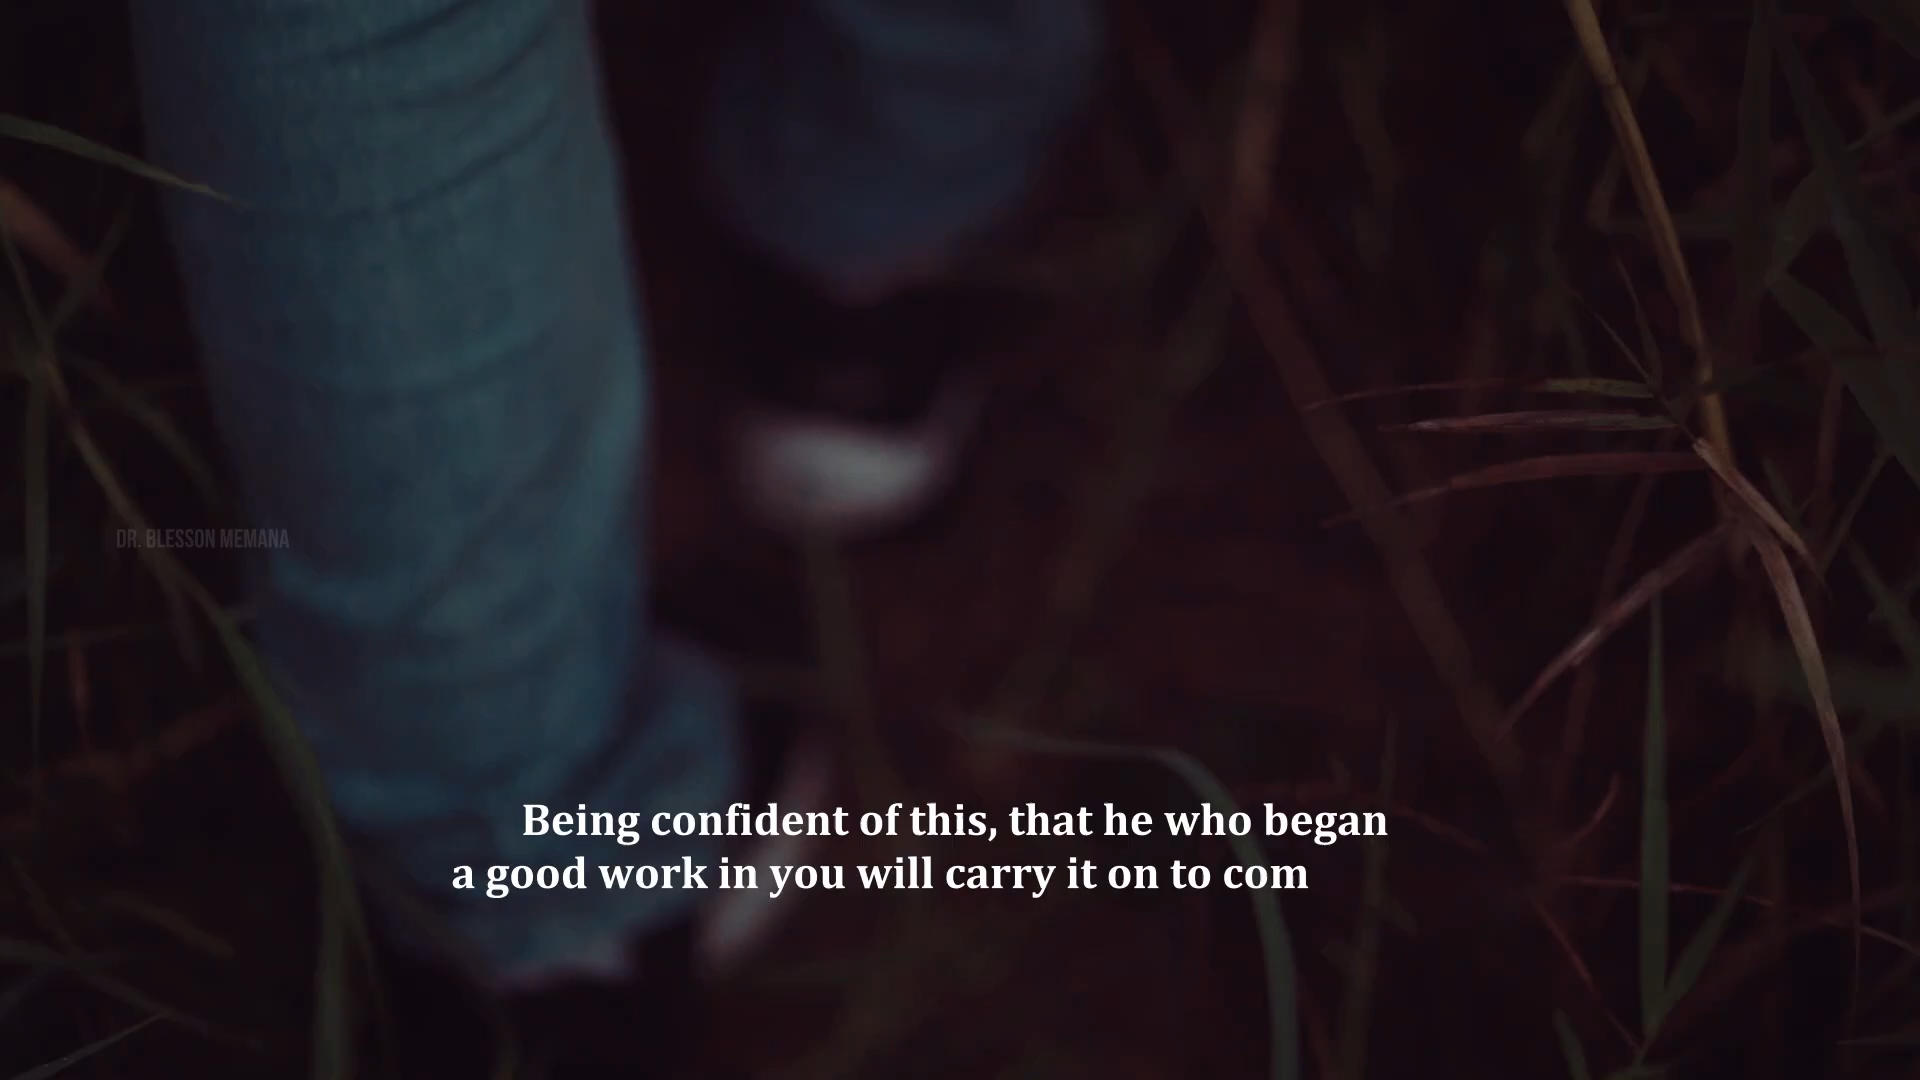 DR. BLESSON MEMANA
Being confident of this, that he who began
a good work in you will carry it on to com